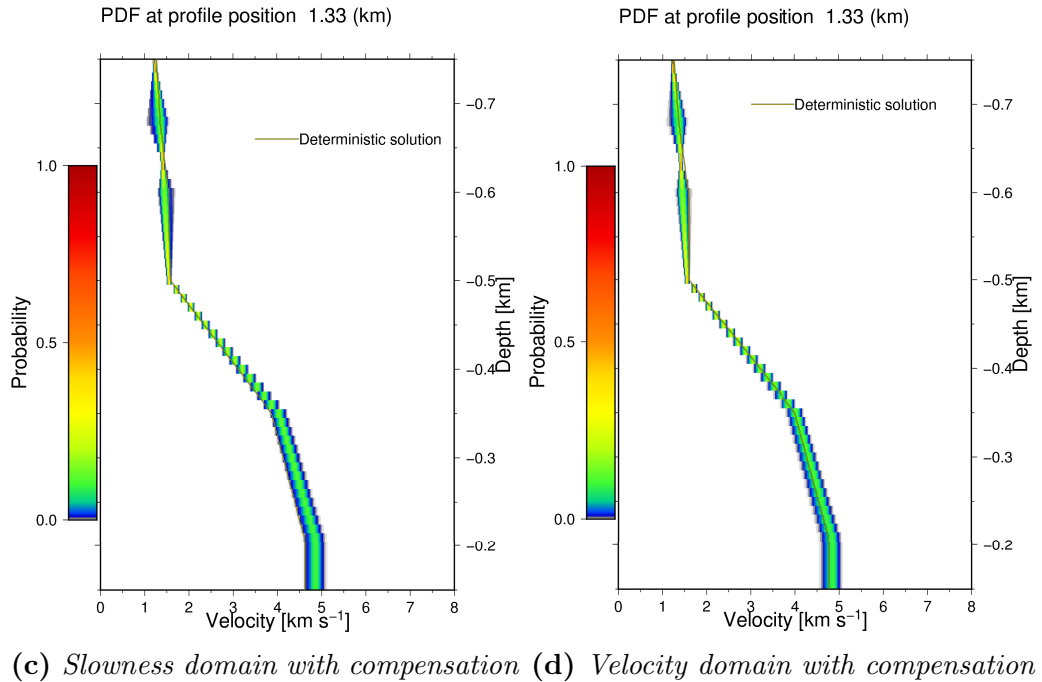 PDF at profile position 1.33 (km)
PDF at profile position 1.33 (km)
Deterministic solution
−0.7
−0.6
−0.5
−0.4
−0.3
−0.2
Depth [km]
1.0
0.5
0.0
Probability
0 1 2 3 4 5 6 7 8
Velocity [km s⁻¹]
Deterministic solution
−0.7
−0.6
−0.5
−0.4
−0.3
−0.2
Depth [km]
1.0
0.5
0.0
Probability
0 1 2 3 4 5 6 7 8
Velocity [km s⁻¹]
(c) Slowness domain with compensation
(d) Velocity domain with compensation